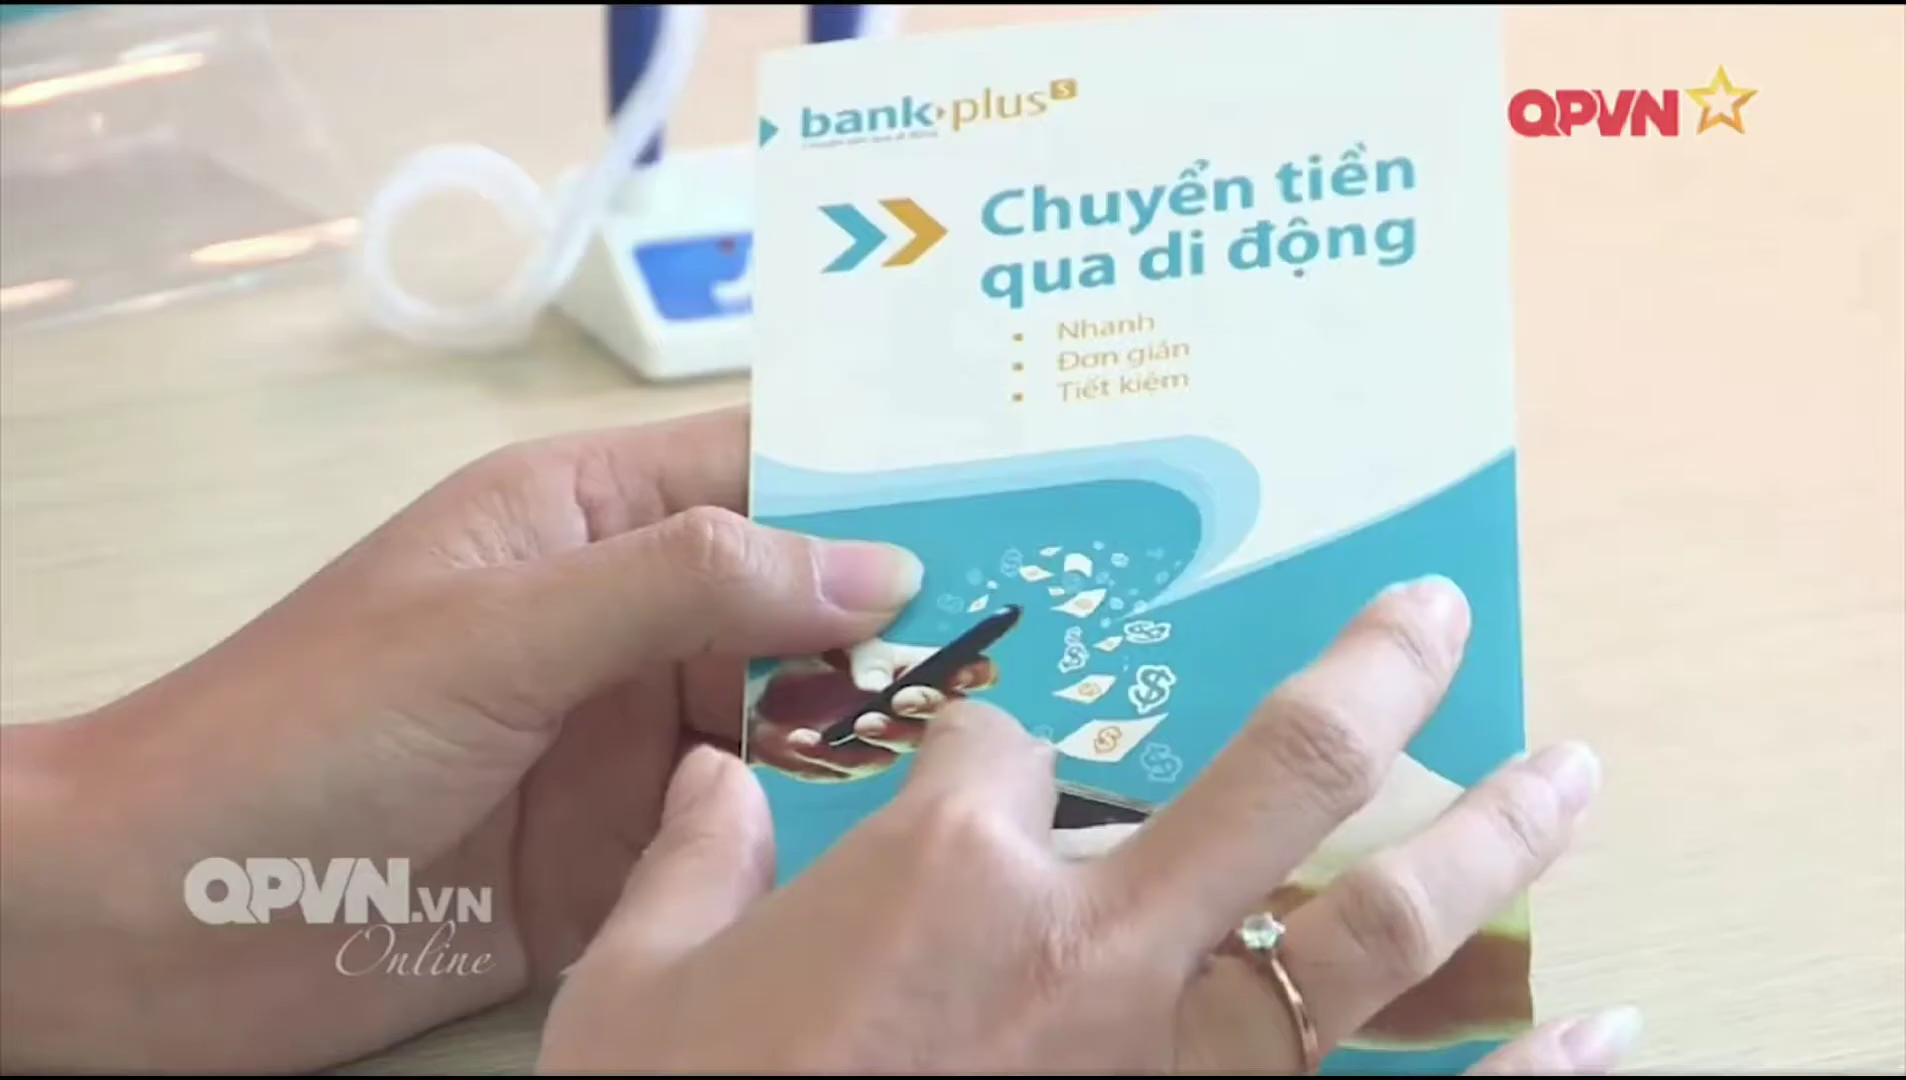 bank plus S
QPVN
Chuyển tiền
qua di động
Nhanh
Đơn giản
Tiết kiệm
QPVN.VN
Online